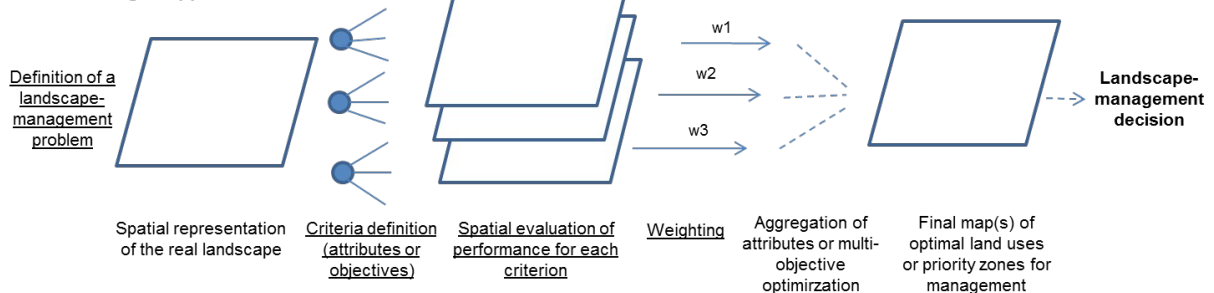 Definition of a
landscape-
management
problem
w1
w2
w3
Landscape-
management
decision
Spatial representation
of the real landscape
Criteria definition
(attributes or
objectives)
Spatial evaluation of
performance for each
criterion
Weighting
Aggregation of
attributes or multi-
objective
optimirzation
Final map(s) of
optimal land uses
or priority zones for
management